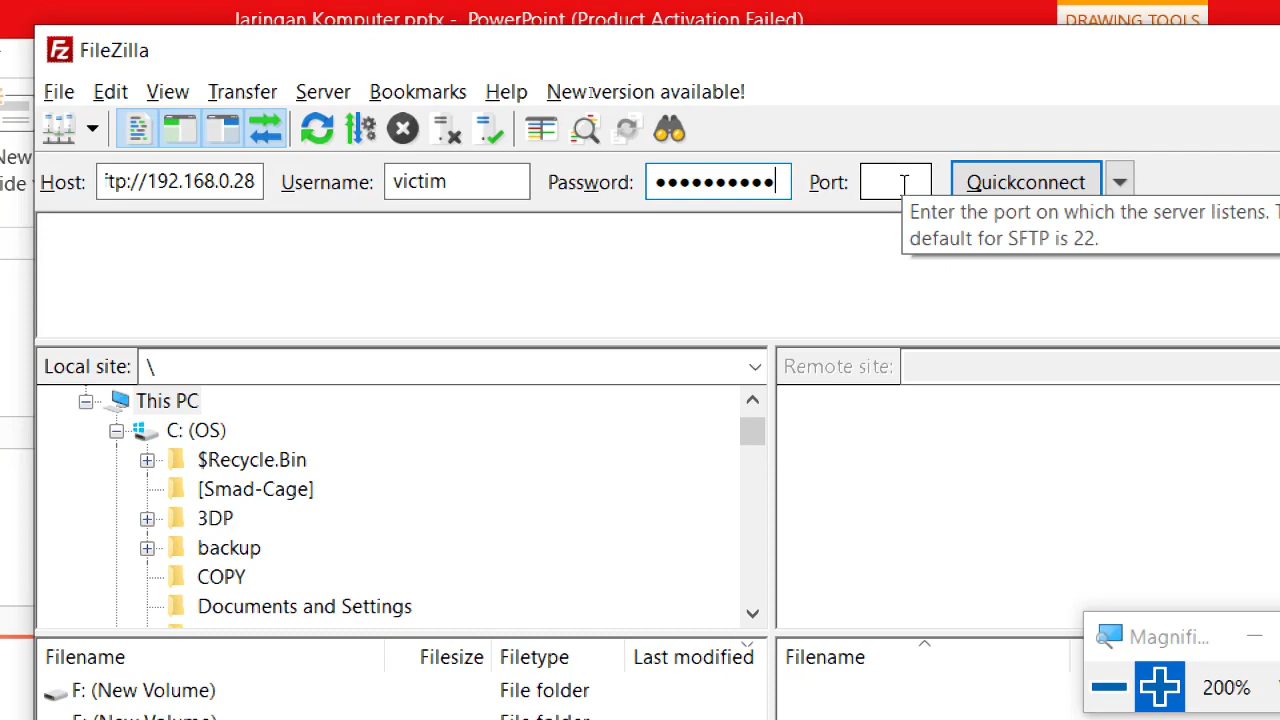 Jaringan Komputer.pptx - PowerPoint (Product Activation Failed)
DRAWING TOOLS
FileZilla
File Edit View Transfer Server Bookmarks Help New version available!
New
Host: tp://192.168.0.28 Username: victim Password: ●●●●●●●●●● Port: Quickconnect
Enter the port on which the server listens. T
default for SFTP is 22.
Local site: \
Remote site:
This PC
C: (OS)
$Recycle.Bin
[Smad-Cage]
3DP
backup
COPY
Documents and Settings
Magnifi...
200%
Filename Filesize Filetype Last modified
Filename
F: (New Volume) File folder